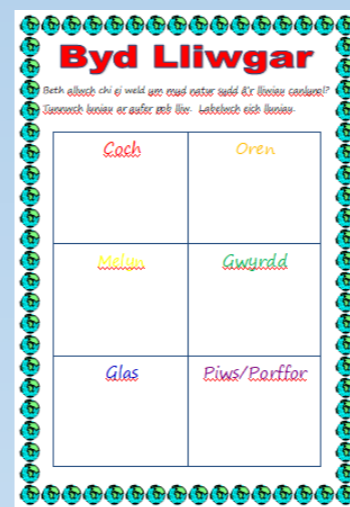 Byd Lliwgar
Beth allwch chi ei weld ym myd natur sydd â'r lliwiau canlynol?
Tynnwch luniau ar gyfer pob lliw. Labelwch eich lluniau.
Coch
Oren
Melyn
Gwyrdd
Glas
Piws/Porffor